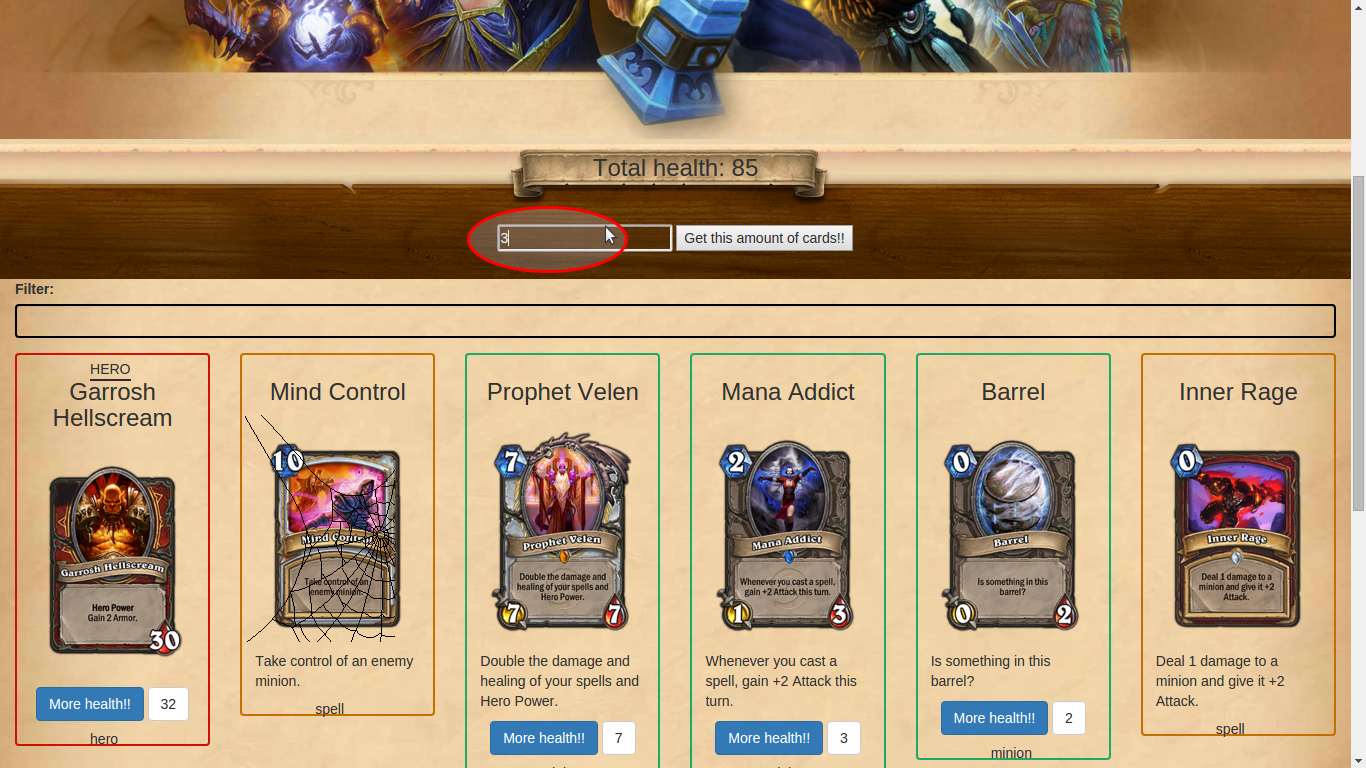 Total health: 85
3
Get this amount of cards!!
Filter:
HERO
Garrosh
Hellscream
Garrosh Hellscream
Hero Power
Gain 2 Armor.
30
More health!!
32
hero
Mind Control
10
Mind Control
Take control of an
enemy minion.
Take control of an enemy
minion.
spell
Prophet Velen
7
Prophet Velen
Double the damage and
healing of your spells and
Hero Power.
7
7
Double the damage and
healing of your spells and
Hero Power.
More health!!
7
Mana Addict
2
Mana Addict
Whenever you cast a spell,
gain +2 Attack this turn.
1
3
Whenever you cast a
spell, gain +2 Attack this
turn.
More health!!
3
Barrel
0
Barrel
Is something in this
barrel?
0
2
Is something in this
barrel?
More health!!
2
minion
Inner Rage
0
Inner Rage
Deal 1 damage to a
minion and give it +2
Attack.
Deal 1 damage to a
minion and give it +2
Attack.
spell